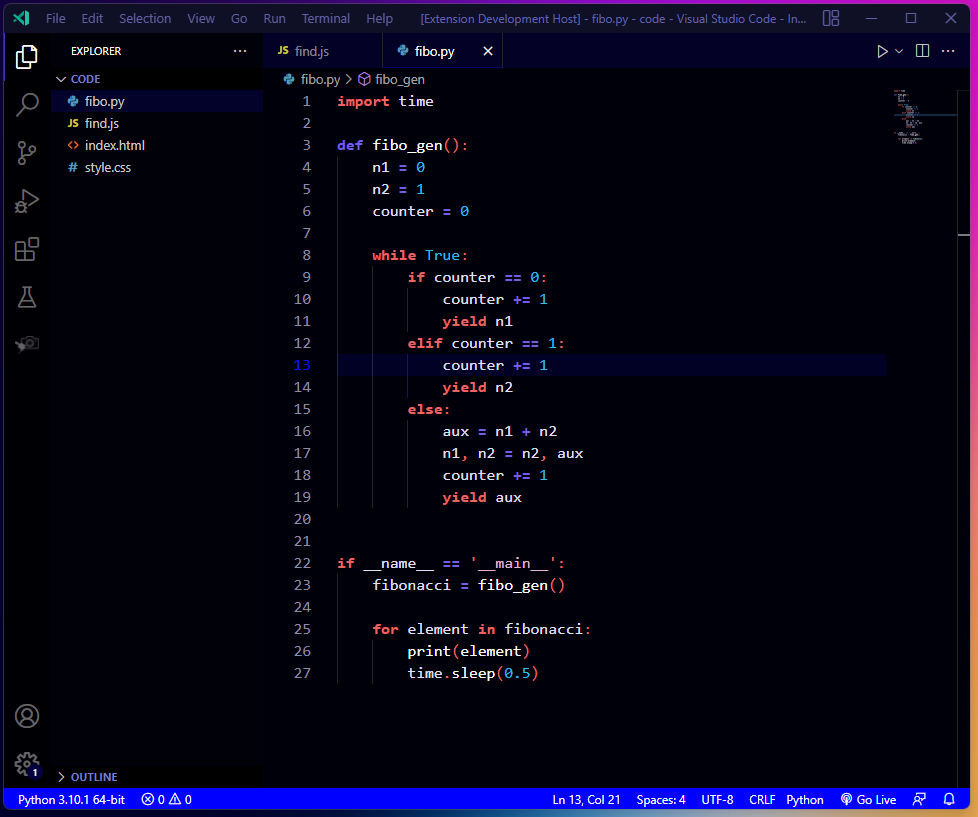 File Edit Selection View Go Run Terminal Help [Extension Development Host] - fibo.py - code - Visual Studio Code - In...
EXPLORER ...
JS find.js
fibo.py
CODE
fibo.py
JS find.js
<> index.html
# style.css
fibo.py > fibo_gen
1 import time
2
3 def fibo_gen():
4     n1 = 0
5     n2 = 1
6     counter = 0
7
8     while True:
9         if counter == 0:
10             counter += 1
11             yield n1
12         elif counter == 1:
13             counter += 1
14             yield n2
15         else:
16             aux = n1 + n2
17             n1, n2 = n2, aux
18             counter += 1
19             yield aux
20
21
22 if __name__ == '__main__':
23     fibonacci = fibo_gen()
24
25     for element in fibonacci:
26         print(element)
27         time.sleep(0.5)
1
OUTLINE
Python 3.10.1 64-bit 0 0 Ln 13, Col 21 Spaces: 4 UTF-8 CRLF Python Go Live